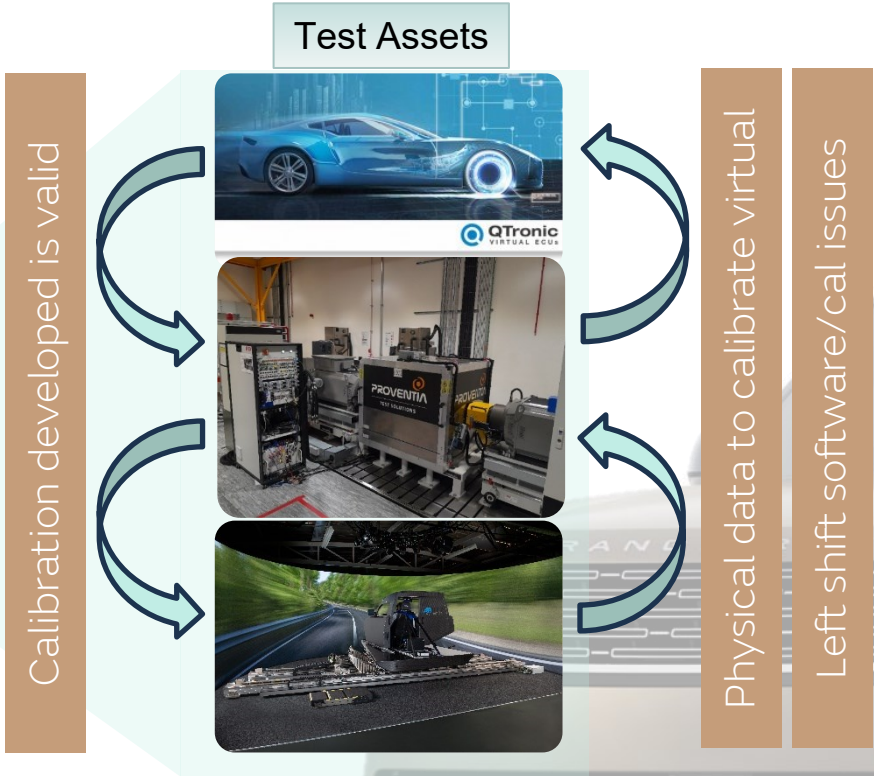 Test Assets
Calibration developed is valid
QTronic
VIRTUAL ECUs
PROVENTIA
TEST SOLUTIONS
Physical data to calibrate virtual
Left shift software/cal issues
RANG
R